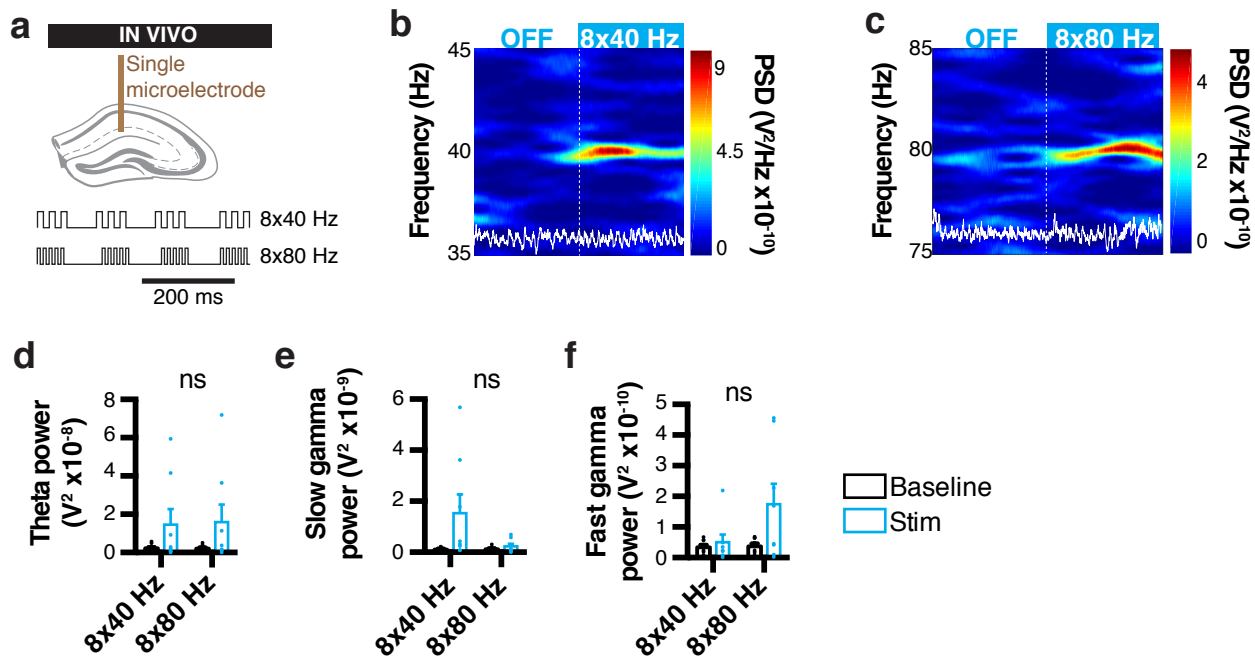 a
IN VIVO
Single
microelectrode
8x40 Hz
8x80 Hz
200 ms
b
OFF
8x40 Hz
45
40
35
Frequency (Hz)
9
4.5
0
PSD (V²/Hz x10⁻¹⁰)
c
OFF
8x80 Hz
85
80
75
Frequency (Hz)
4
2
0
PSD (V²/Hz x10⁻¹⁰)
d
ns
Theta power
(V² x10⁻⁸)
8
6
4
2
0
8x40 Hz
8x80 Hz
e
ns
Slow gamma
power (V² x10⁻⁹)
6
4
2
0
8x40 Hz
8x80 Hz
f
ns
Fast gamma
power (V² x10⁻¹⁰)
5
4
3
2
1
0
8x40 Hz
8x80 Hz
Baseline
Stim